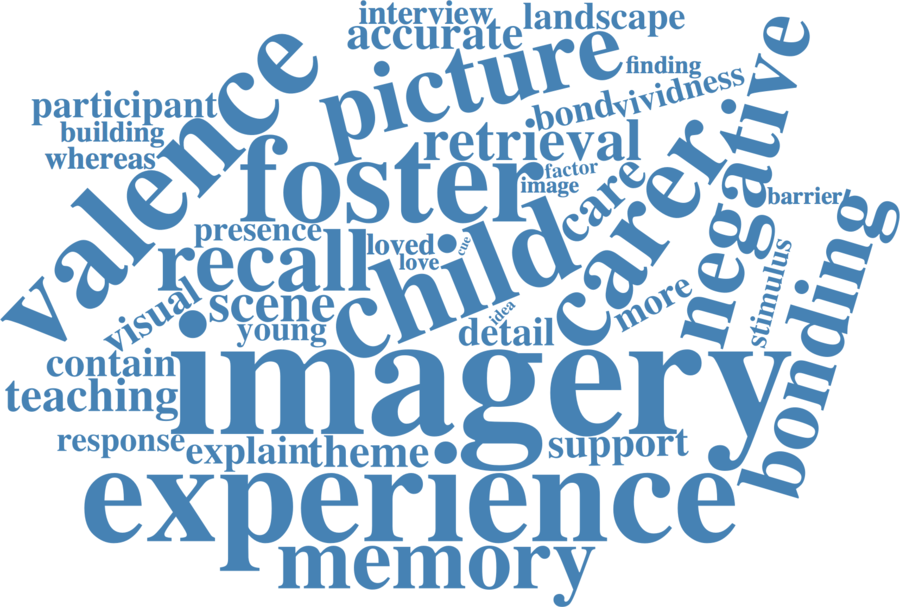 interview
landscape
accurate
picture
negative
valence
finding
participant
bond
vividness
building
retrieval
whereas
foster
factor
image
care
carer
barrier
presence
recall
loved
cue
love
child
bonding
stimulus
visual
scene
idea
more
young
detail
imagery
contain
teaching
response
explain
theme
support
experience
memory